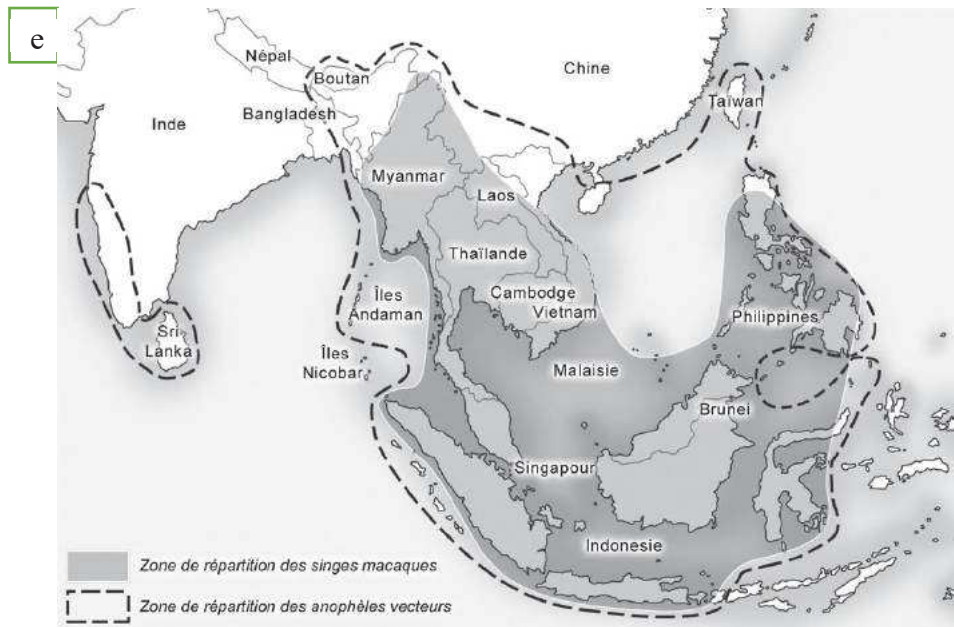 e
Népal
Boutan
Chine
Bangladesh
Inde
Taiwan
Myanmar
Laos
Thaïlande
Îles
Andaman
Cambodge
Vietnam
Philippines
Sri
Lanka
Îles
Nicobar
Malaisie
Brunei
Singapour
Indonesie
Zone de répartition des singes macaques
Zone de répartition des anophèles vecteurs